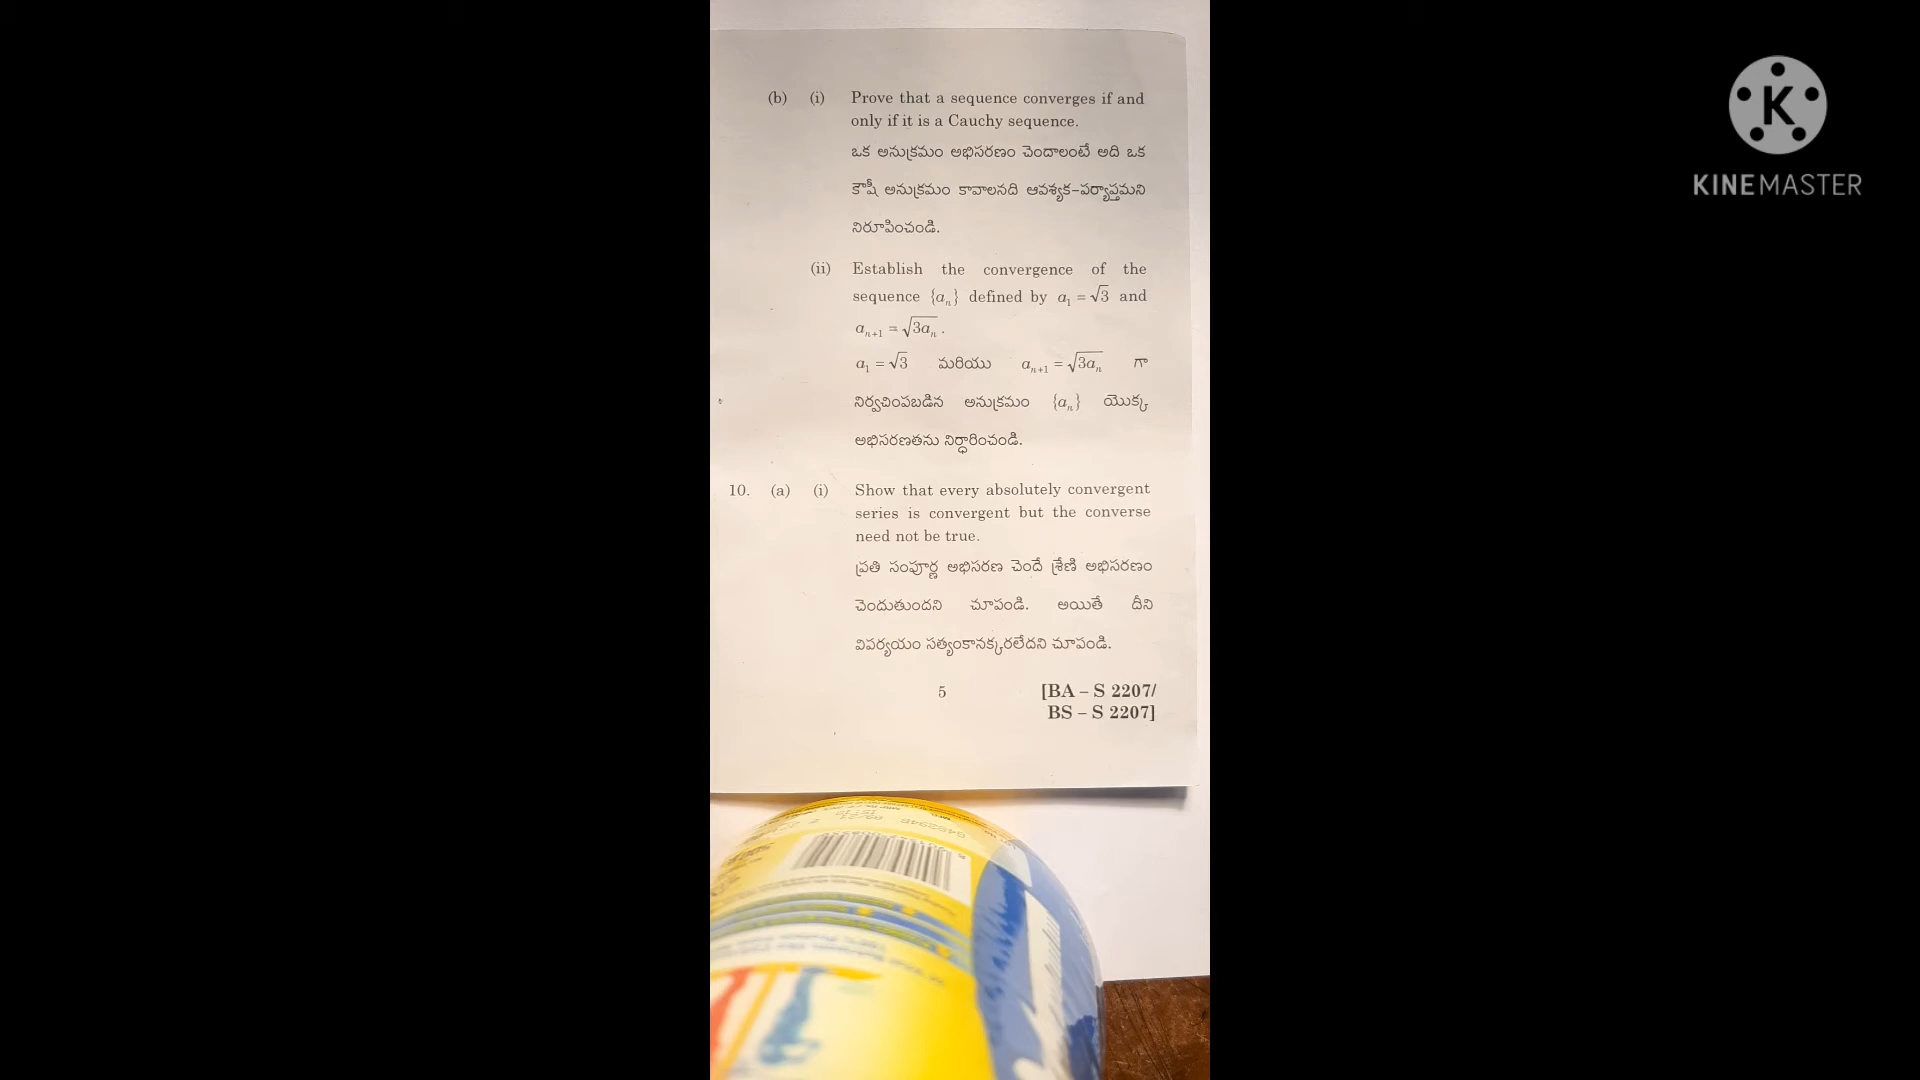 (b) (i) Prove that a sequence converges if and
only if it is a Cauchy sequence.
ఒక అనుక్రమం అభిసరణం చెందాలంటే అది ఒక
కౌషీ అనుక్రమం కావాలనది ఆవశ్యక-పర్యాప్తమని
నిరూపించండి.
(ii) Establish the convergence of the
sequence {aₙ} defined by a₁ = √3 and
aₙ₊₁ = √3aₙ .
a₁ = √3 మరియు aₙ₊₁ = √3aₙ గా
నిర్వచింపబడిన అనుక్రమం {aₙ} యొక్క
అభిసరణతను నిర్ధారించండి.
10. (a) (i) Show that every absolutely convergent
series is convergent but the converse
need not be true.
ప్రతి సంపూర్ణ అభిసరణ చెందే శ్రేణి అభిసరణం
చెందుతుందని చూపండి. అయితే దీని
విపర్యయం సత్యంకానక్కరలేదని చూపండి.
5 [BA – S 2207/
BS – S 2207]
K
KINEMASTER